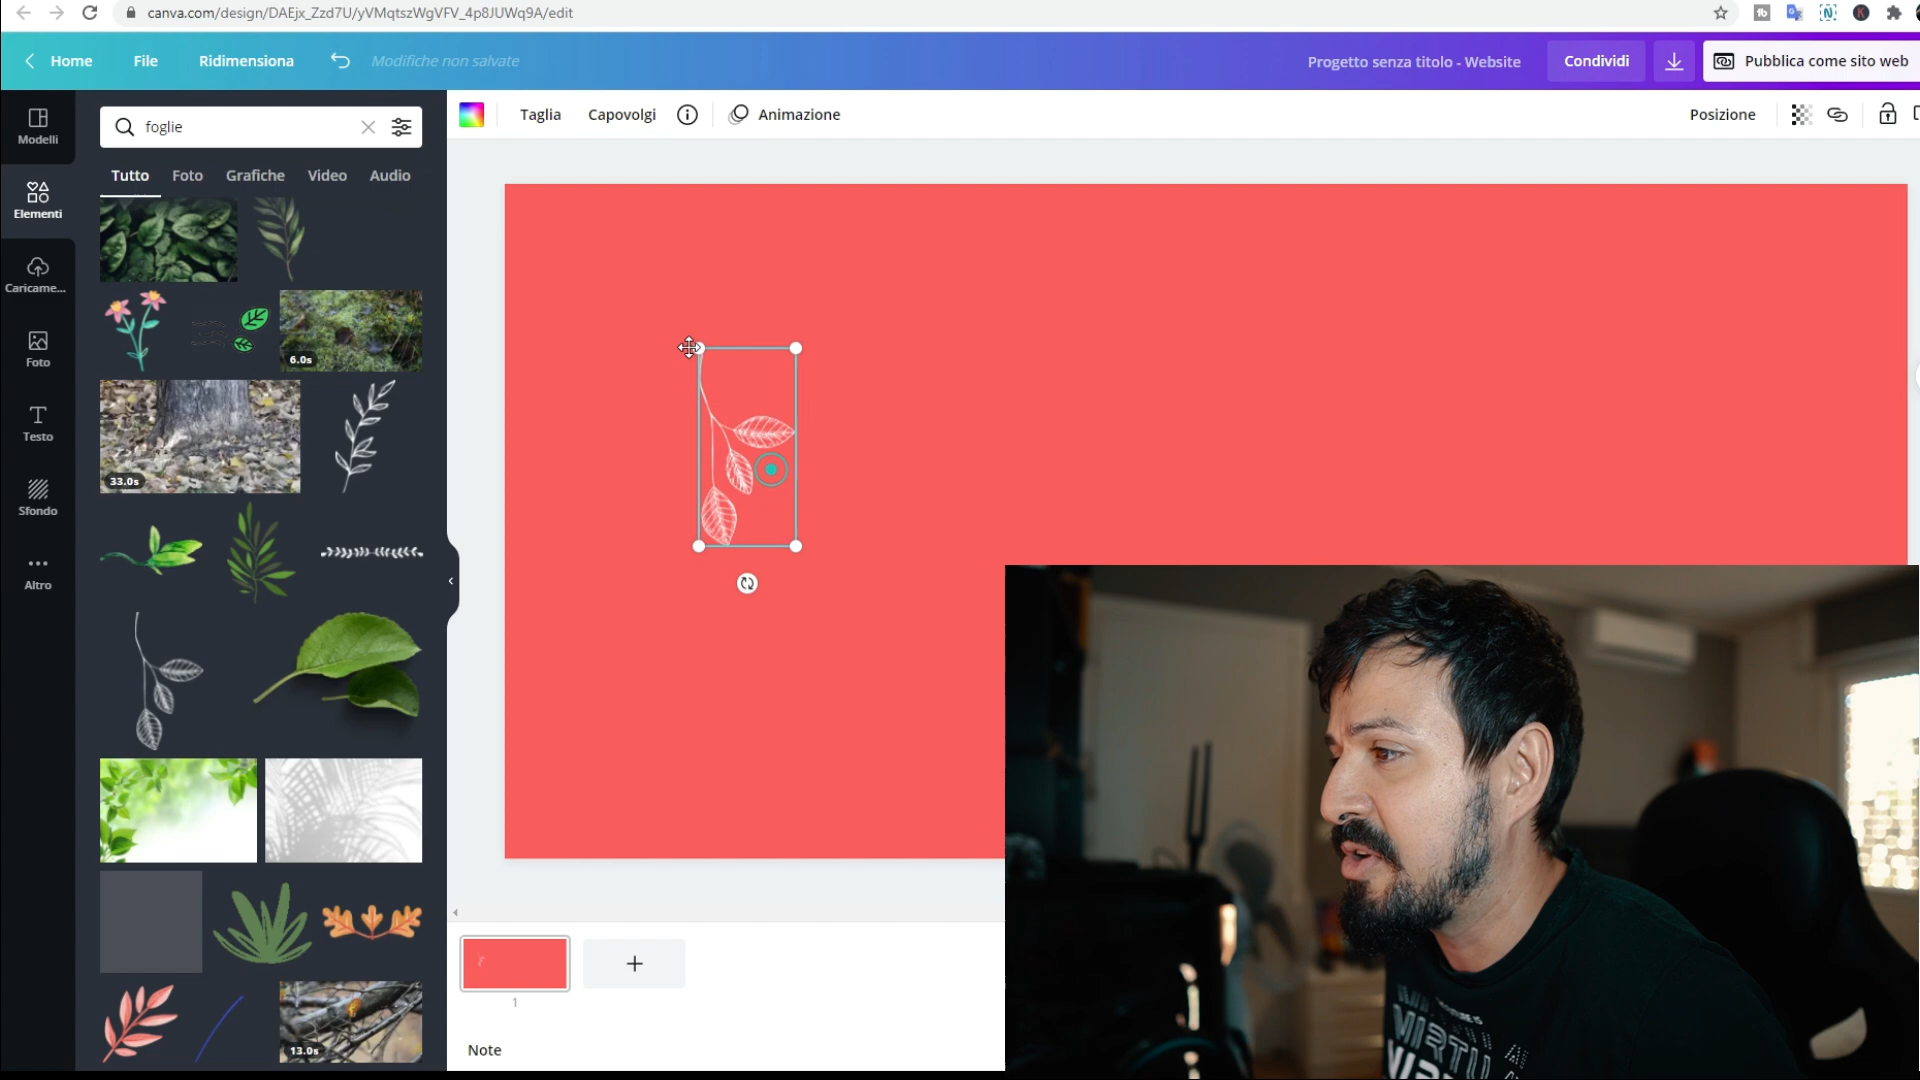 canva.com/design/DAEjx_Zzd7U/yVMqtszWgVFV_4p8JUWq9A/edit
Home File Ridimensiona Modifiche non salvate Progetto senza titolo - Website Condividi Pubblica come sito web
Modelli
Elementi
Caricame...
Foto
Testo
Sfondo
Altro
foglie
Tutto Foto Grafiche Video Audio
6.0s
33.0s
13.0s
Taglia Capovolgi Animazione Posizione
1
Note